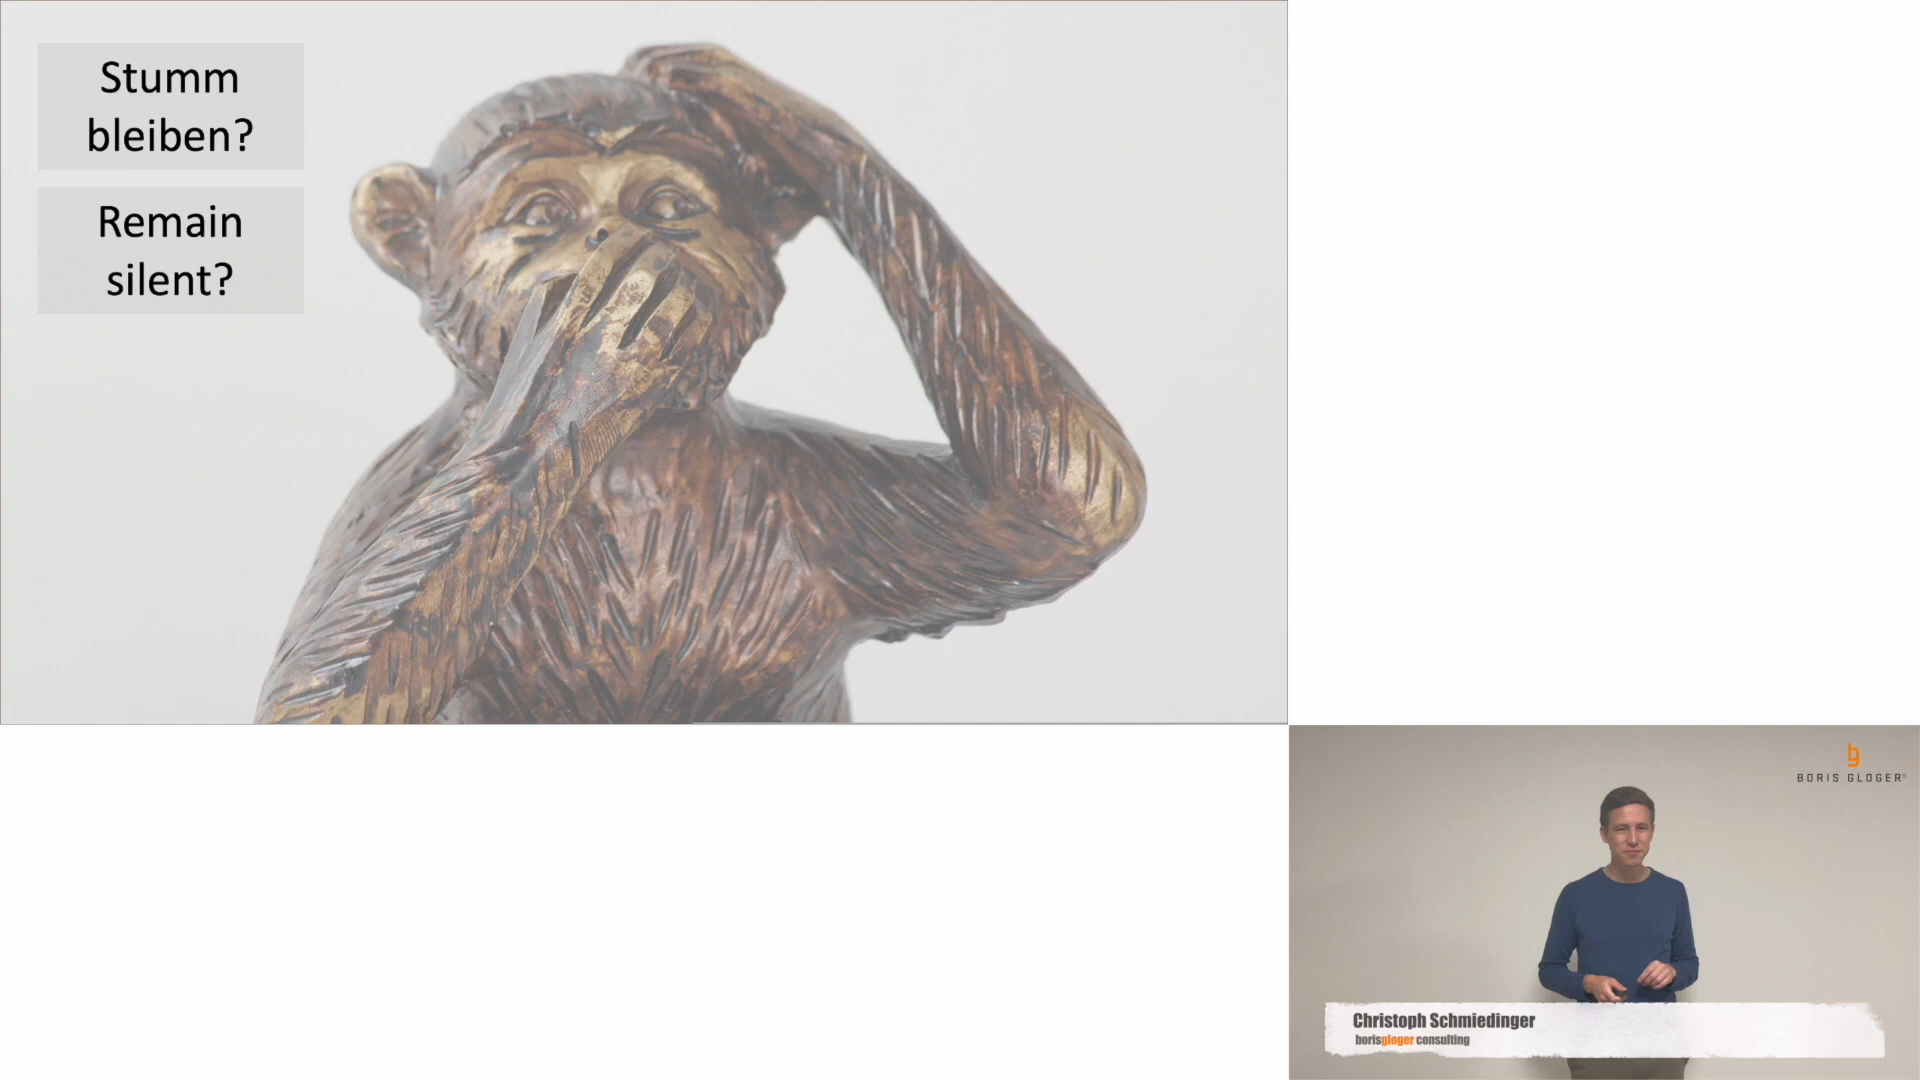 Stumm
bleiben?
Remain
silent?
BORIS GLOGER®
Christoph Schmiedinger
borisgloger consulting